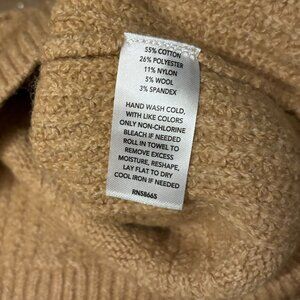 55% COTTON
26% POLYESTER
11% NYLON
5% WOOL
3% SPANDEX
HAND WASH COLD,
WITH LIKE COLORS
ONLY NON-CHLORINE
BLEACH IF NEEDED
ROLL IN TOWEL TO
REMOVE EXCESS
MOISTURE, RESHAPE,
LAY FLAT TO DRY
COOL IRON IF NEEDED
RN58665